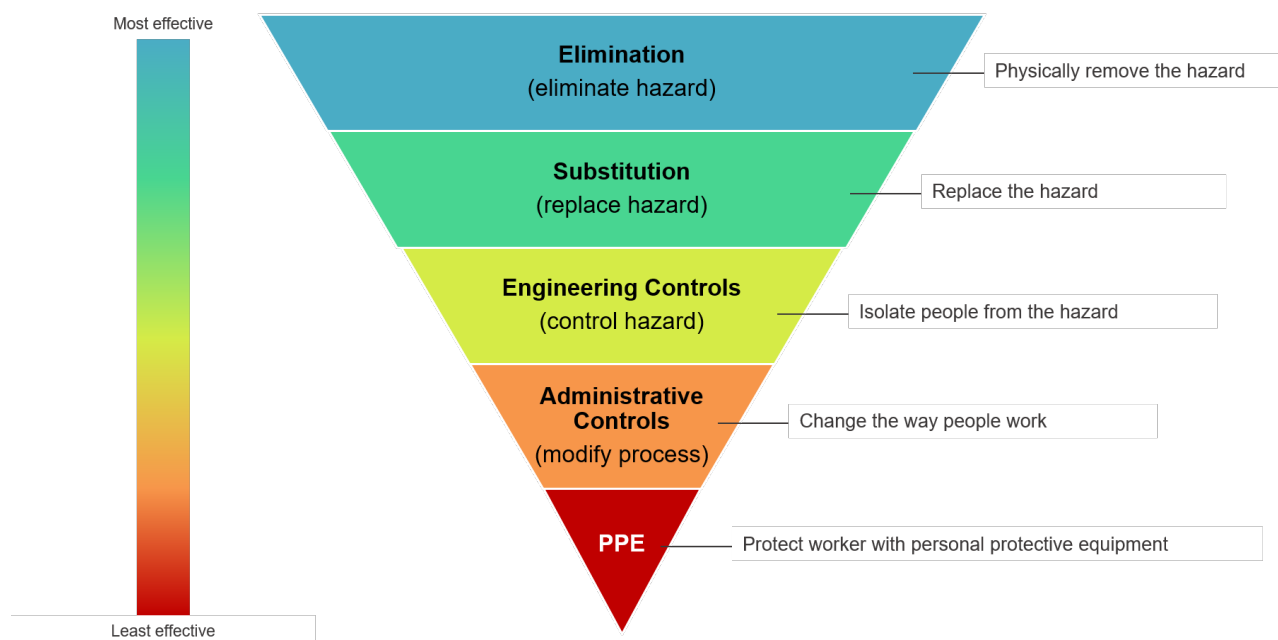 Most effective
Elimination
(eliminate hazard)
Physically remove the hazard
Substitution
(replace hazard)
Replace the hazard
Engineering Controls
(control hazard)
Isolate people from the hazard
Administrative
Controls
(modify process)
Change the way people work
PPE
Protect worker with personal protective equipment
Least effective